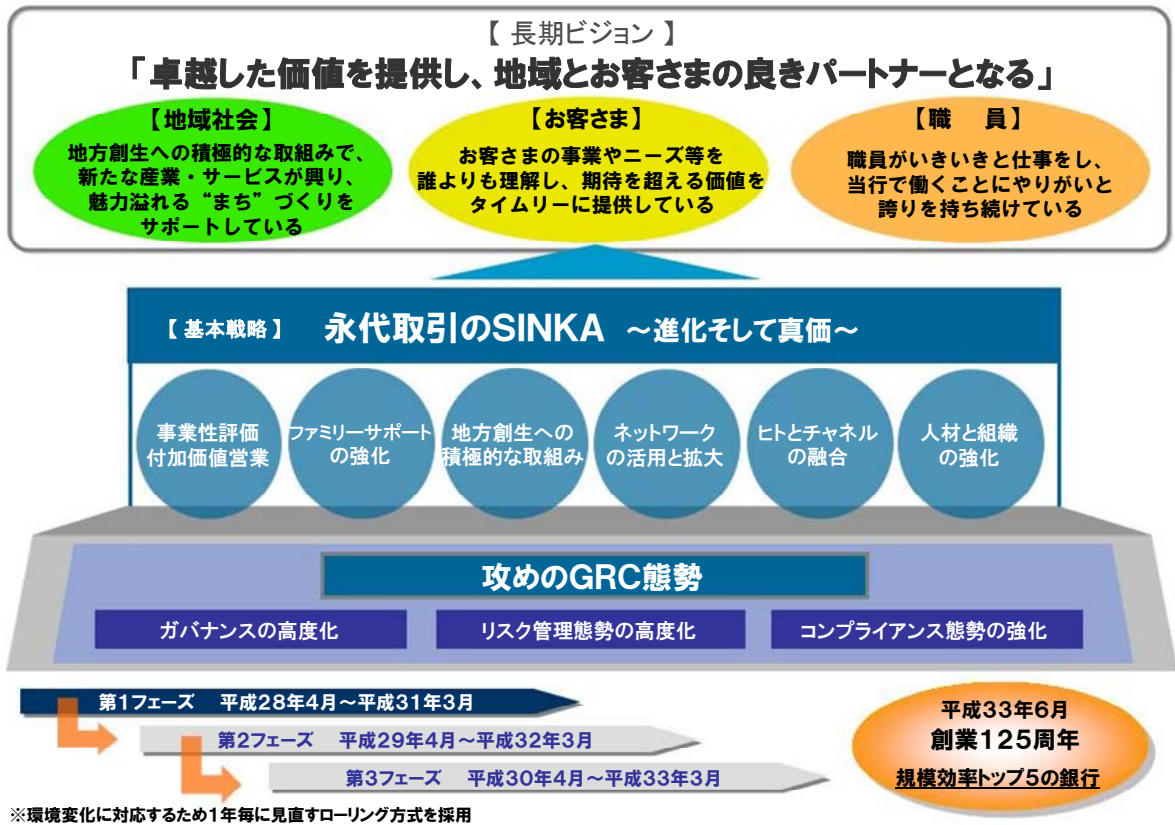 【 長期ビジョン 】
「卓越した価値を提供し、地域とお客さまの良きパートナーとなる」
【地域社会】
地方創生への積極的な取組みで、
新たな産業・サービスが興り、
魅力溢れる “まち” づくりを
サポートしている
【お客さま】
お客さまの事業やニーズ等を
誰よりも理解し、期待を超える価値を
タイムリーに提供している
【職　員】
職員がいきいきと仕事をし、
当行で働くことにやりがいと
誇りを持ち続けている
【 基本戦略 】　永代取引のSINKA　～進化そして真価～
事業性評価
付加価値営業
ファミリーサポート
の強化
地方創生への
積極的な取組み
ネットワーク
の活用と拡大
ヒトとチャネル
の融合
人材と組織
の強化
攻めのGRC態勢
ガバナンスの高度化
リスク管理態勢の高度化
コンプライアンス態勢の強化
第1フェーズ　平成28年4月～平成31年3月
第2フェーズ　平成29年4月～平成32年3月
第3フェーズ　平成30年4月～平成33年3月
平成33年6月
創業125周年
規模効率トップ5の銀行
※環境変化に対応するため1年毎に見直すローリング方式を採用